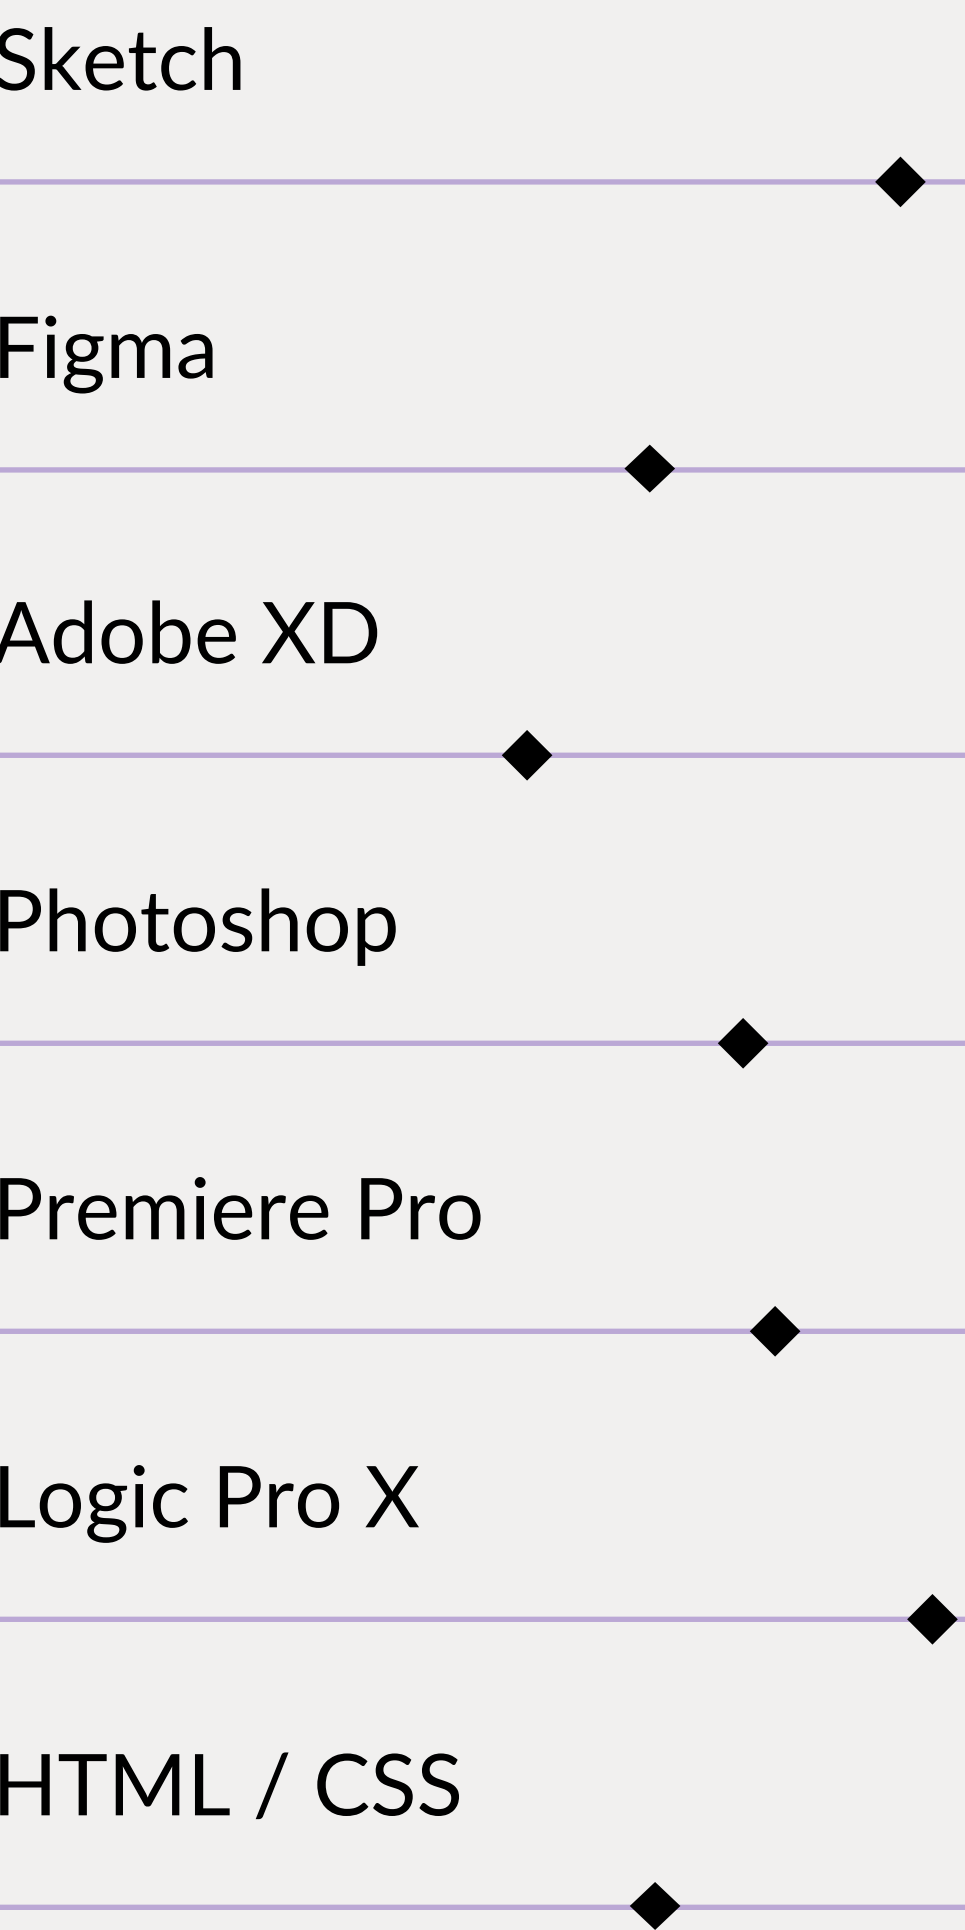 Sketch
Figma
Adobe XD
Photoshop
Premiere Pro
Logic Pro X
HTML / CSS